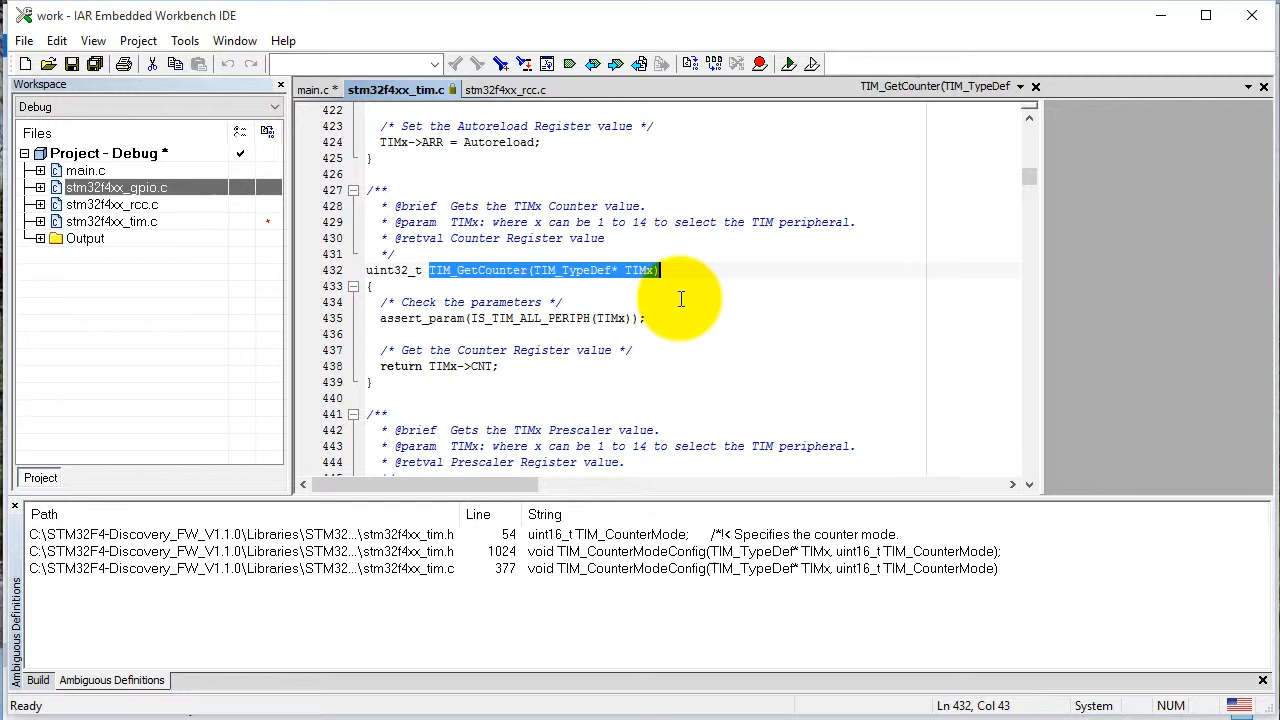 work - IAR Embedded Workbench IDE
File Edit View Project Tools Window Help
Workspace
main.c * stm32f4xx_tim.c stm32f4xx_rcc.c TIM_GetCounter(TIM_TypeDef
Debug
Files
Project - Debug *
main.c
stm32f4xx_gpio.c
stm32f4xx_rcc.c
stm32f4xx_tim.c
Output
Project
422
423 /* Set the Autoreload Register value */
424 TIMx->ARR = Autoreload;
425 }
426
427 /**
428 * @brief Gets the TIMx Counter value.
429 * @param TIMx: where x can be 1 to 14 to select the TIM peripheral.
430 * @retval Counter Register value
431 */
432 uint32_t TIM_GetCounter(TIM_TypeDef* TIMx)
433 {
434 /* Check the parameters */
435 assert_param(IS_TIM_ALL_PERIPH(TIMx));
436
437 /* Get the Counter Register value */
438 return TIMx->CNT;
439 }
440
441 /**
442 * @brief Gets the TIMx Prescaler value.
443 * @param TIMx: where x can be 1 to 14 to select the TIM peripheral.
444 * @retval Prescaler Register value.
Path Line String
C:\STM32F4-Discovery_FW_V1.1.0\Libraries\STM32...\stm32f4xx_tim.h 54 uint16_t TIM_CounterMode; /*!< Specifies the counter mode.
C:\STM32F4-Discovery_FW_V1.1.0\Libraries\STM32...\stm32f4xx_tim.h 1024 void TIM_CounterModeConfig(TIM_TypeDef* TIMx, uint16_t TIM_CounterMode);
C:\STM32F4-Discovery_FW_V1.1.0\Libraries\STM32...\stm32f4xx_tim.c 377 void TIM_CounterModeConfig(TIM_TypeDef* TIMx, uint16_t TIM_CounterMode)
Ambiguous Definitions
Build Ambiguous Definitions
Ready Ln 432, Col 43 System NUM